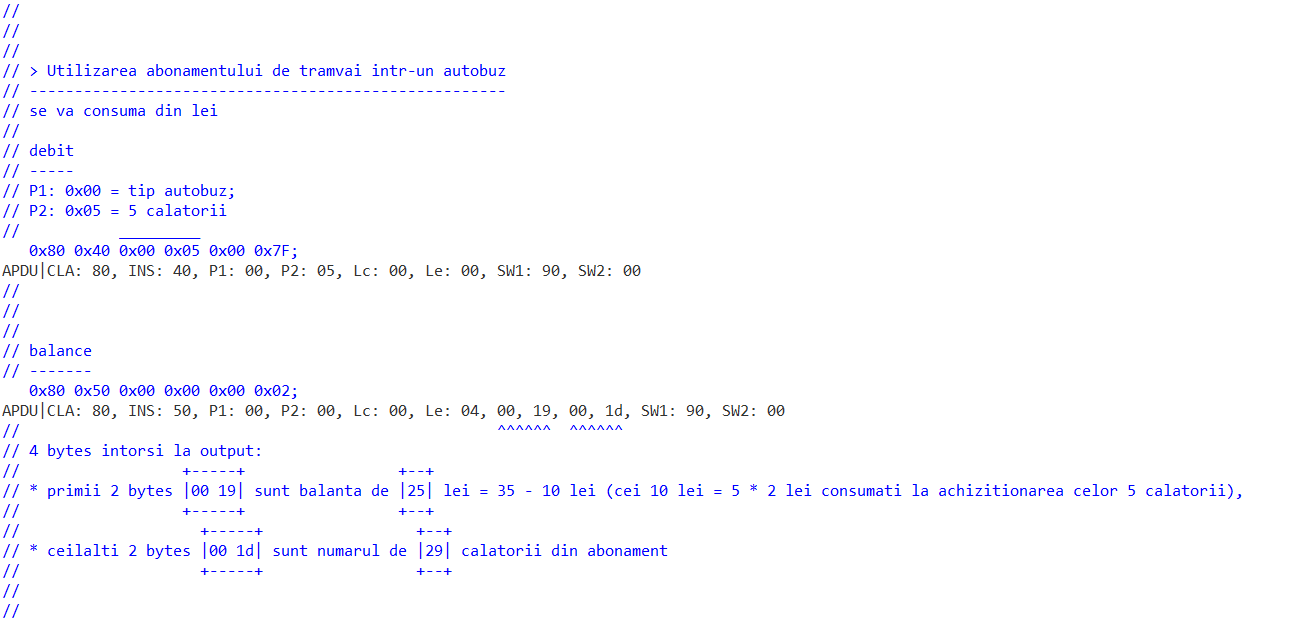 //
//
//
// > Utilizarea abonamentului de tramvai intr-un autobuz
// -----------------------------------------------------
// se va consuma din lei
//
// debit
// -----
// P1: 0x00 = tip autobuz;
// P2: 0x05 = 5 calatorii
//           _________
   0x80 0x40 0x00 0x05 0x00 0x7F;
APDU|CLA: 80, INS: 40, P1: 00, P2: 05, Lc: 00, Le: 00, SW1: 90, SW2: 00
//
//
//
// balance
// -------
   0x80 0x50 0x00 0x00 0x00 0x02;
APDU|CLA: 80, INS: 50, P1: 00, P2: 00, Lc: 00, Le: 04, 00, 19, 00, 1d, SW1: 90, SW2: 00
//                                                     ^^^^^^  ^^^^^^
// 4 bytes intorsi la output:
//                  +-----+                 +--+
// * primii 2 bytes |00 19| sunt balanta de |25| lei = 35 - 10 lei (cei 10 lei = 5 * 2 lei consumati la achizitionarea celor 5 calatorii),
//                  +-----+                 +--+
//                    +-----+                 +--+
// * ceilalti 2 bytes |00 1d| sunt numarul de |29| calatorii din abonament
//                    +-----+                 +--+
//
//